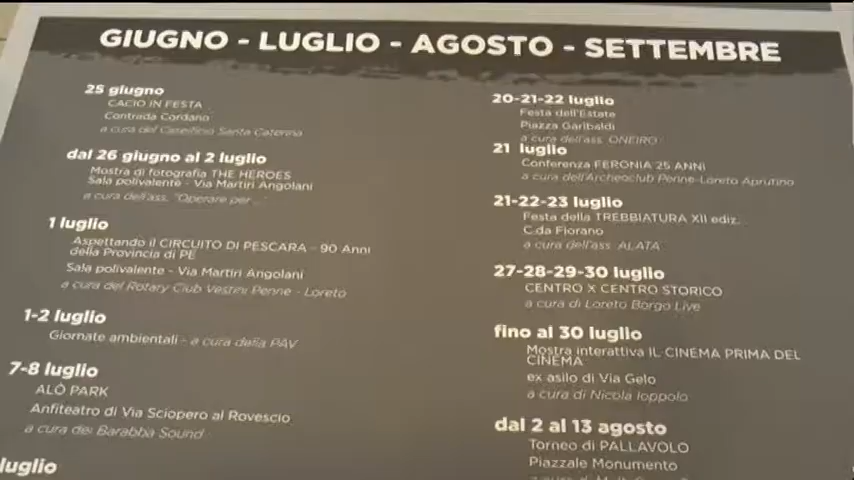 GIUGNO - LUGLIO - AGOSTO - SETTEMBRE
25 giugno
CACIO IN FESTA
Contrada Cordano
a cura del Caseificio Santa Caterina
dal 26 giugno al 2 luglio
Mostra di fotografia THE HEROES
Sala polivalente - Via Martiri Angolani
a cura dell'ass. "Operare per..."
1 luglio
Aspettando il CIRCUITO DI PESCARA - 90 Anni
della Provincia di PE
Sala polivalente - Via Martiri Angolani
a cura del Rotary Club Vestini Penne - Loreto
1-2 luglio
Giornate ambientali - a cura della PAV
7-8 luglio
ALÒ PARK
Anfiteatro di Via Sciopero al Rovescio
a cura dei Barabba Sound
luglio
20-21-22 luglio
Festa dell'Estate
Piazza Garibaldi
a cura dell'ass. ONEIRO
21 luglio
Conferenza FERONIA 25 ANNI
a cura dell'Archeoclub Penne-Loreto Aprutino
21-22-23 luglio
Festa della TREBBIATURA XII ediz.
C.da Fiorano
a cura dell'ass. ALATA
27-28-29-30 luglio
CENTRO X CENTRO STORICO
a cura di Loreto Borgo Live
fino al 30 luglio
Mostra interattiva IL CINEMA PRIMA DEL
CINEMA
ex asilo di Via Gelo
a cura di Nicola Ioppolo
dal 2 al 13 agosto
Torneo di PALLAVOLO
Piazzale Monumento